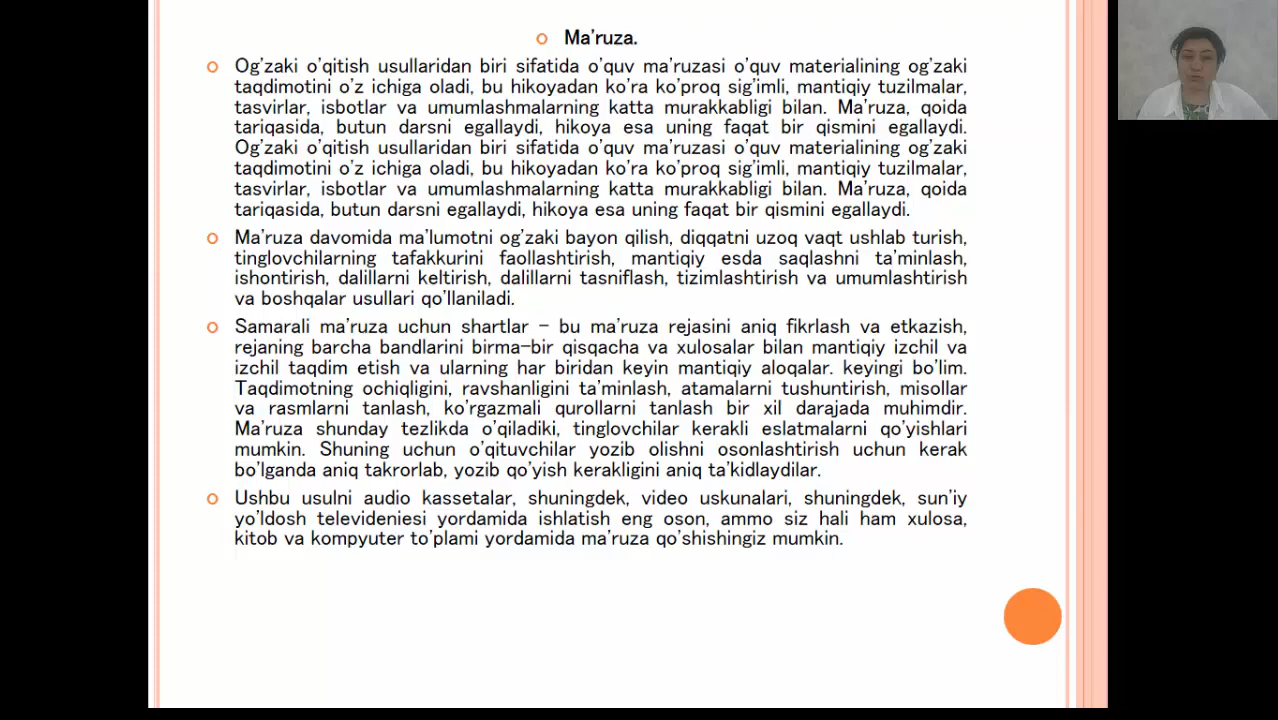 Ma'ruza.
Og'zaki o'qitish usullaridan biri sifatida o'quv ma'ruzasi o'quv materialining og'zaki
taqdimotini o'z ichiga oladi, bu hikoyadan ko'ra ko'proq sig'imli, mantiqiy tuzilmalar,
tasvirlar, isbotlar va umumlashmalarning katta murakkabligi bilan. Ma'ruza, qoida
tariqasida, butun darsni egallaydi, hikoya esa uning faqat bir qismini egallaydi.
Og'zaki o'qitish usullaridan biri sifatida o'quv ma'ruzasi o'quv materialining og'zaki
taqdimotini o'z ichiga oladi, bu hikoyadan ko'ra ko'proq sig'imli, mantiqiy tuzilmalar,
tasvirlar, isbotlar va umumlashmalarning katta murakkabligi bilan. Ma'ruza, qoida
tariqasida, butun darsni egallaydi, hikoya esa uning faqat bir qismini egallaydi.
Ma'ruza davomida ma'lumotni og'zaki bayon qilish, diqqatni uzoq vaqt ushlab turish,
tinglovchilarning tafakkurini faollashtirish, mantiqiy esda saqlashni ta'minlash,
ishontirish, dalillarni keltirish, dalillarni tasniflash, tizimlashtirish va umumlashtirish
va boshqalar usullari qo'llaniladi.
Samarali ma'ruza uchun shartlar – bu ma'ruza rejasini aniq fikrlash va etkazish,
rejaning barcha bandlarini birma-bir qisqacha va xulosalar bilan mantiqiy izchil va
izchil taqdim etish va ularning har biridan keyin mantiqiy aloqalar. keyingi bo'lim.
Taqdimotning ochiqligini, ravshanligini ta'minlash, atamalarni tushuntirish, misollar
va rasmlarni tanlash, ko'rgazmali qurollarni tanlash bir xil darajada muhimdir.
Ma'ruza shunday tezlikda o'qiladiki, tinglovchilar kerakli eslatmalarni qo'yishlari
mumkin. Shuning uchun o'qituvchilar yozib olishni osonlashtirish uchun kerak
bo'lganda aniq takrorlab, yozib qo'yish kerakligini aniq ta'kidlaydilar.
Ushbu usulni audio kassetalar, shuningdek, video uskunalari, shuningdek, sun'iy
yo'ldosh televideniesi yordamida ishlatish eng oson, ammo siz hali ham xulosa,
kitob va kompyuter to'plami yordamida ma'ruza qo'shishingiz mumkin.